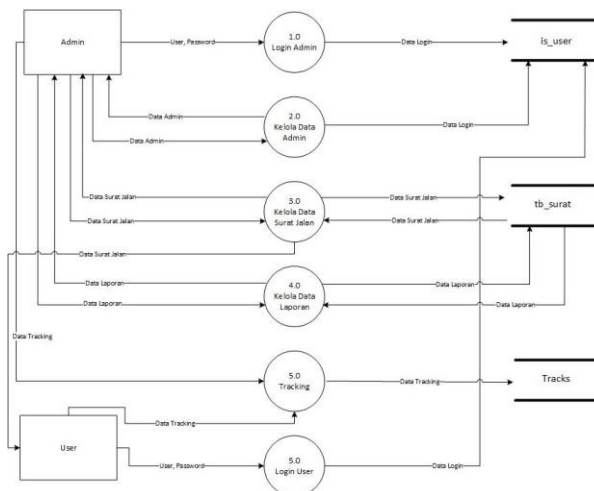 Admin
User, Password
1.0
Login Admin
Data Login
is_user
Data Admin
2.0
Kelola Data
Admin
Data Admin
Data Login
Data Surat Jalan
3.0
Kelola Data
Surat Jalan
Data Surat Jalan
tb_surat
Data Surat Jalan
Data Surat Jalan
Data Surat Jalan
Data Laporan
4.0
Kelola Data
Laporan
Data Laporan
Data Laporan
Data Laporan
Data Tracking
5.0
Tracking
Data Tracking
Tracks
Data Tracking
User
User, Password
5.0
Login User
Data Login